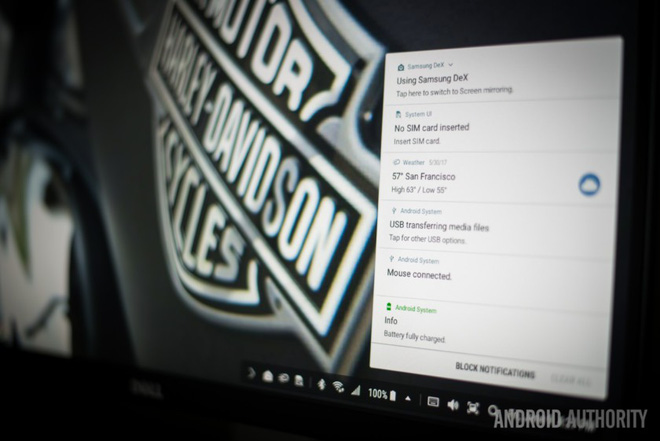 MOTOR
HARLEY-DAVIDSON
CYCLES
Samsung DeX
Using Samsung DeX
Tap here to switch to Screen mirroring.
System UI
No SIM card inserted
Insert SIM card.
Weather 5/30/17
57° San Francisco
High 63° / Low 55°
Android System
USB transferring media files
Tap for other USB options.
Android System
Mouse connected.
Android System
Info
Battery fully charged.
BLOCK NOTIFICATIONS CLEAR ALL
100%
DELL
ANDROID AUTHORITY